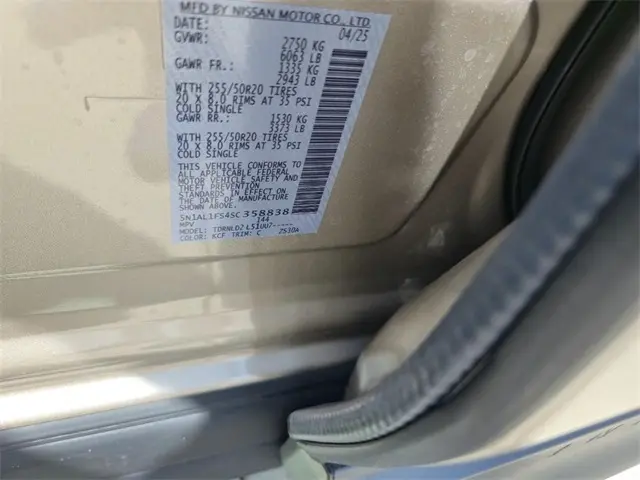 MFD BY NISSAN MOTOR CO., LTD.
DATE: 04/25
GVWR: 2750 KG
6063 LB
GAWR FR.: 1335 KG
2943 LB
WITH 255/50R20 TIRES
20 X 8.0 RIMS AT 35 PSI
COLD SINGLE
GAWR RR.: 1530 KG
3373 LB
WITH 255/50R20 TIRES
20 X 8.0 RIMS AT 35 PSI
COLD SINGLE
THIS VEHICLE CONFORMS TO
ALL APPLICABLE FEDERAL
MOTOR VEHICLE SAFETY AND
THEFT PREVENTION
STANDARDS IN EFFECT ON
THE DATE OF MANUFACTURE
SHOWN ABOVE.
5N1AL1FS4SC358838
MPV 144
MODEL:
COLOR: KCF TRIM: C